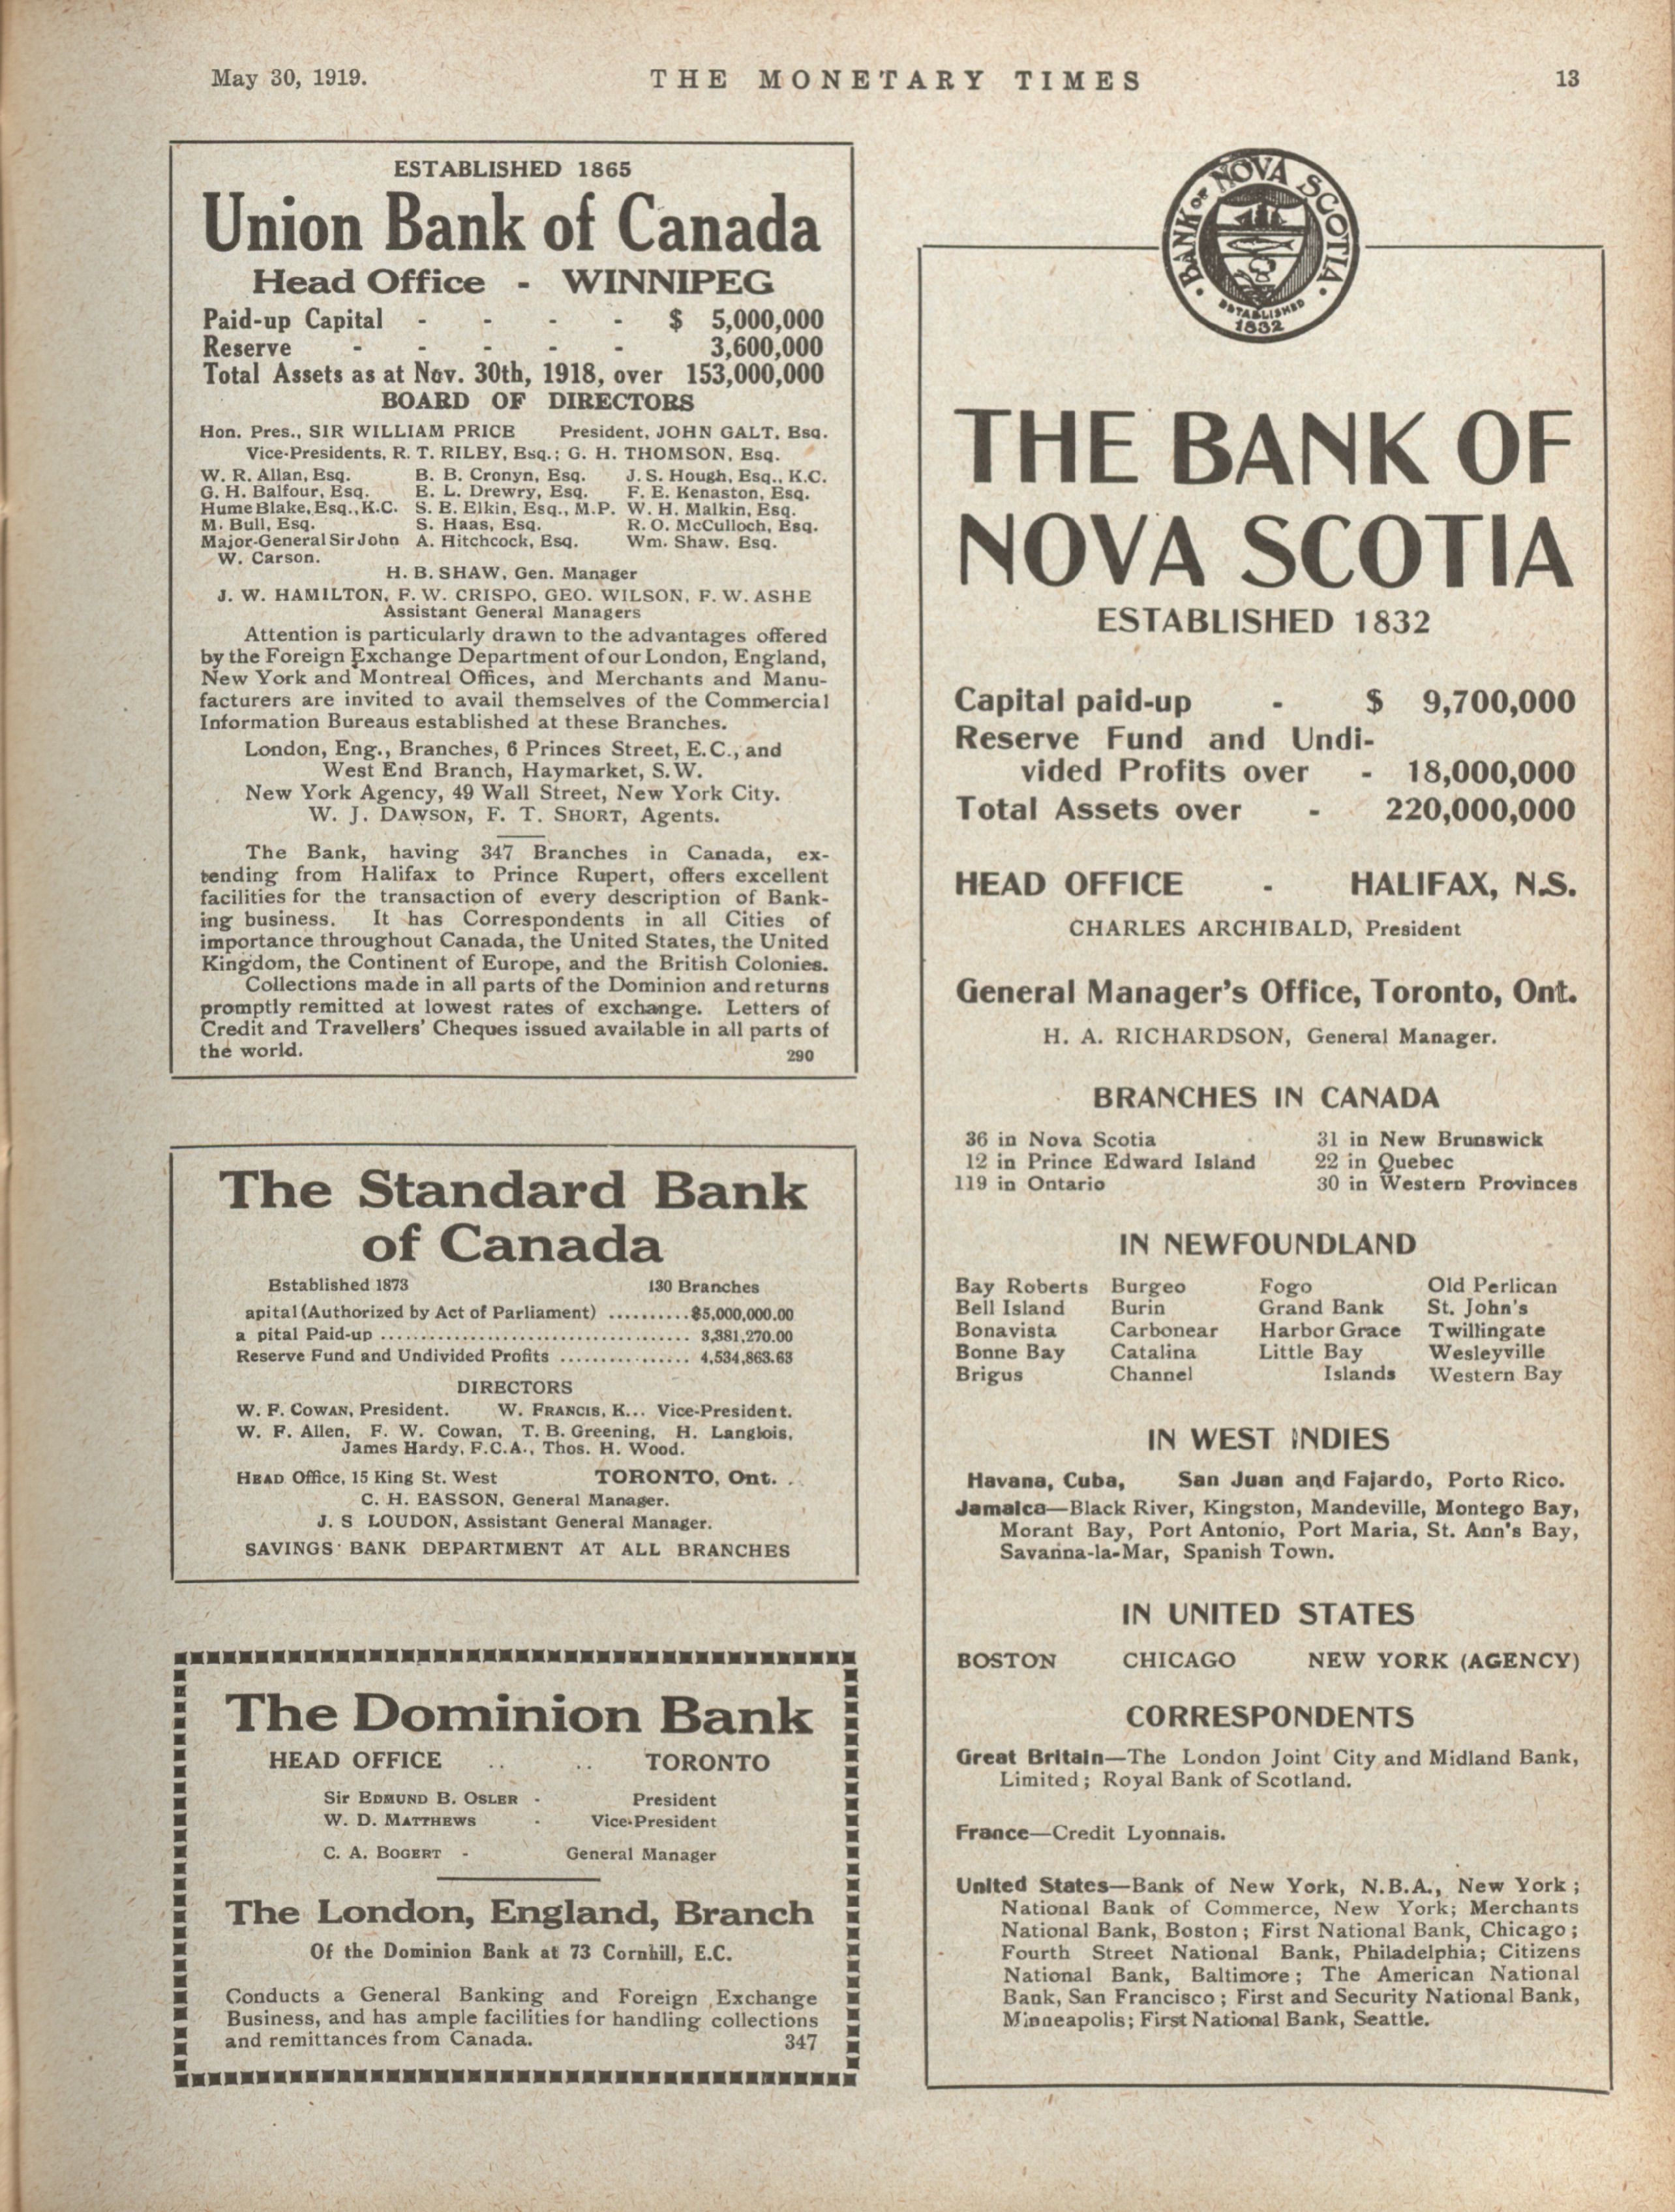 May 30, 1919.
THE MONETARY TIMES
13
ESTABLISHED 1865
Union Bank of Canada
Head Office - WINNIPEG
Paid-up Capital - - - - $ 5,000,000
Reserve - - - - - 3,600,000
Total Assets as at Nov. 30th, 1918, over 153,000,000
BOARD OF DIRECTORS
Hon. Pres., SIR WILLIAM PRICE President, JOHN GALT, Esq.
Vice-Presidents, R. T. RILEY, Esq.; G. H. THOMSON, Esq.
W. R. Allan, Esq. B. B. Cronyn, Esq. J. S. Hough, Esq., K.C.
G. H. Balfour, Esq. E. L. Drewry, Esq. F. E. Kenaston, Esq.
Hume Blake, Esq., K.C. S. E. Elkin, Esq., M.P. W. H. Malkin, Esq.
M. Bull, Esq. S. Haas, Esq. R. O. McCulloch, Esq.
Major-General Sir John A. Hitchcock, Esq. Wm. Shaw, Esq.
W. Carson.
H. B. SHAW, Gen. Manager
J. W. HAMILTON, F. W. CRISPO, GEO. WILSON, F. W. ASHE
Assistant General Managers
Attention is particularly drawn to the advantages offered
by the Foreign Exchange Department of our London, England,
New York and Montreal Offices, and Merchants and Manu-
facturers are invited to avail themselves of the Commercial
Information Bureaus established at these Branches.
London, Eng., Branches, 6 Princes Street, E.C., and
West End Branch, Haymarket, S.W.
New York Agency, 49 Wall Street, New York City.
W. J. DAWSON, F. T. SHORT, Agents.
The Bank, having 347 Branches in Canada, ex-
tending from Halifax to Prince Rupert, offers excellent
facilities for the transaction of every description of Bank-
ing business. It has Correspondents in all Cities of
importance throughout Canada, the United States, the United
Kingdom, the Continent of Europe, and the British Colonies.
Collections made in all parts of the Dominion and returns
promptly remitted at lowest rates of exchange. Letters of
Credit and Travellers' Cheques issued available in all parts of
the world. 290
The Standard Bank
of Canada
Established 1873 130 Branches
apital (Authorized by Act of Parliament) .......... $5,000,000.00
a pital Paid-up ...................................... 3,381,270.00
Reserve Fund and Undivided Profits ................ 4,534,863.63
DIRECTORS
W. F. COWAN, President. W. FRANCIS, K... Vice-President.
W. F. Allen, F. W. Cowan, T. B. Greening, H. Langlois,
James Hardy, F.C.A., Thos. H. Wood.
HEAD Office, 15 King St. West TORONTO, Ont. .
C. H. EASSON, General Manager.
J. S LOUDON, Assistant General Manager.
SAVINGS BANK DEPARTMENT AT ALL BRANCHES
The Dominion Bank
HEAD OFFICE .. .. TORONTO
Sir EDMUND B. OSLER - President
W. D. MATTHEWS - Vice-President
C. A. BOGERT - General Manager
The London, England, Branch
Of the Dominion Bank at 73 Cornhill, E.C.
Conducts a General Banking and Foreign Exchange
Business, and has ample facilities for handling collections
and remittances from Canada. 347
BANK OF NOVA SCOTIA
ESTABLISHED
1832
THE BANK OF
NOVA SCOTIA
ESTABLISHED 1832
Capital paid-up - $ 9,700,000
Reserve Fund and Undi-
vided Profits over - 18,000,000
Total Assets over - 220,000,000
HEAD OFFICE - HALIFAX, N.S.
CHARLES ARCHIBALD, President
General Manager's Office, Toronto, Ont.
H. A. RICHARDSON, General Manager.
BRANCHES IN CANADA
36 in Nova Scotia 31 in New Brunswick
12 in Prince Edward Island 22 in Quebec
119 in Ontario 30 in Western Provinces
IN NEWFOUNDLAND
Bay Roberts Burgeo Fogo Old Perlican
Bell Island Burin Grand Bank St. John's
Bonavista Carbonear Harbor Grace Twillingate
Bonne Bay Catalina Little Bay Wesleyville
Brigus Channel Islands Western Bay
IN WEST INDIES
Havana, Cuba, San Juan and Fajardo, Porto Rico.
Jamaica—Black River, Kingston, Mandeville, Montego Bay,
Morant Bay, Port Antonio, Port Maria, St. Ann's Bay,
Savanna-la-Mar, Spanish Town.
IN UNITED STATES
BOSTON CHICAGO NEW YORK (AGENCY)
CORRESPONDENTS
Great Britain—The London Joint City and Midland Bank,
Limited; Royal Bank of Scotland.
France—Credit Lyonnais.
United States—Bank of New York, N.B.A., New York;
National Bank of Commerce, New York; Merchants
National Bank, Boston; First National Bank, Chicago;
Fourth Street National Bank, Philadelphia; Citizens
National Bank, Baltimore; The American National
Bank, San Francisco; First and Security National Bank,
Minneapolis; First National Bank, Seattle.